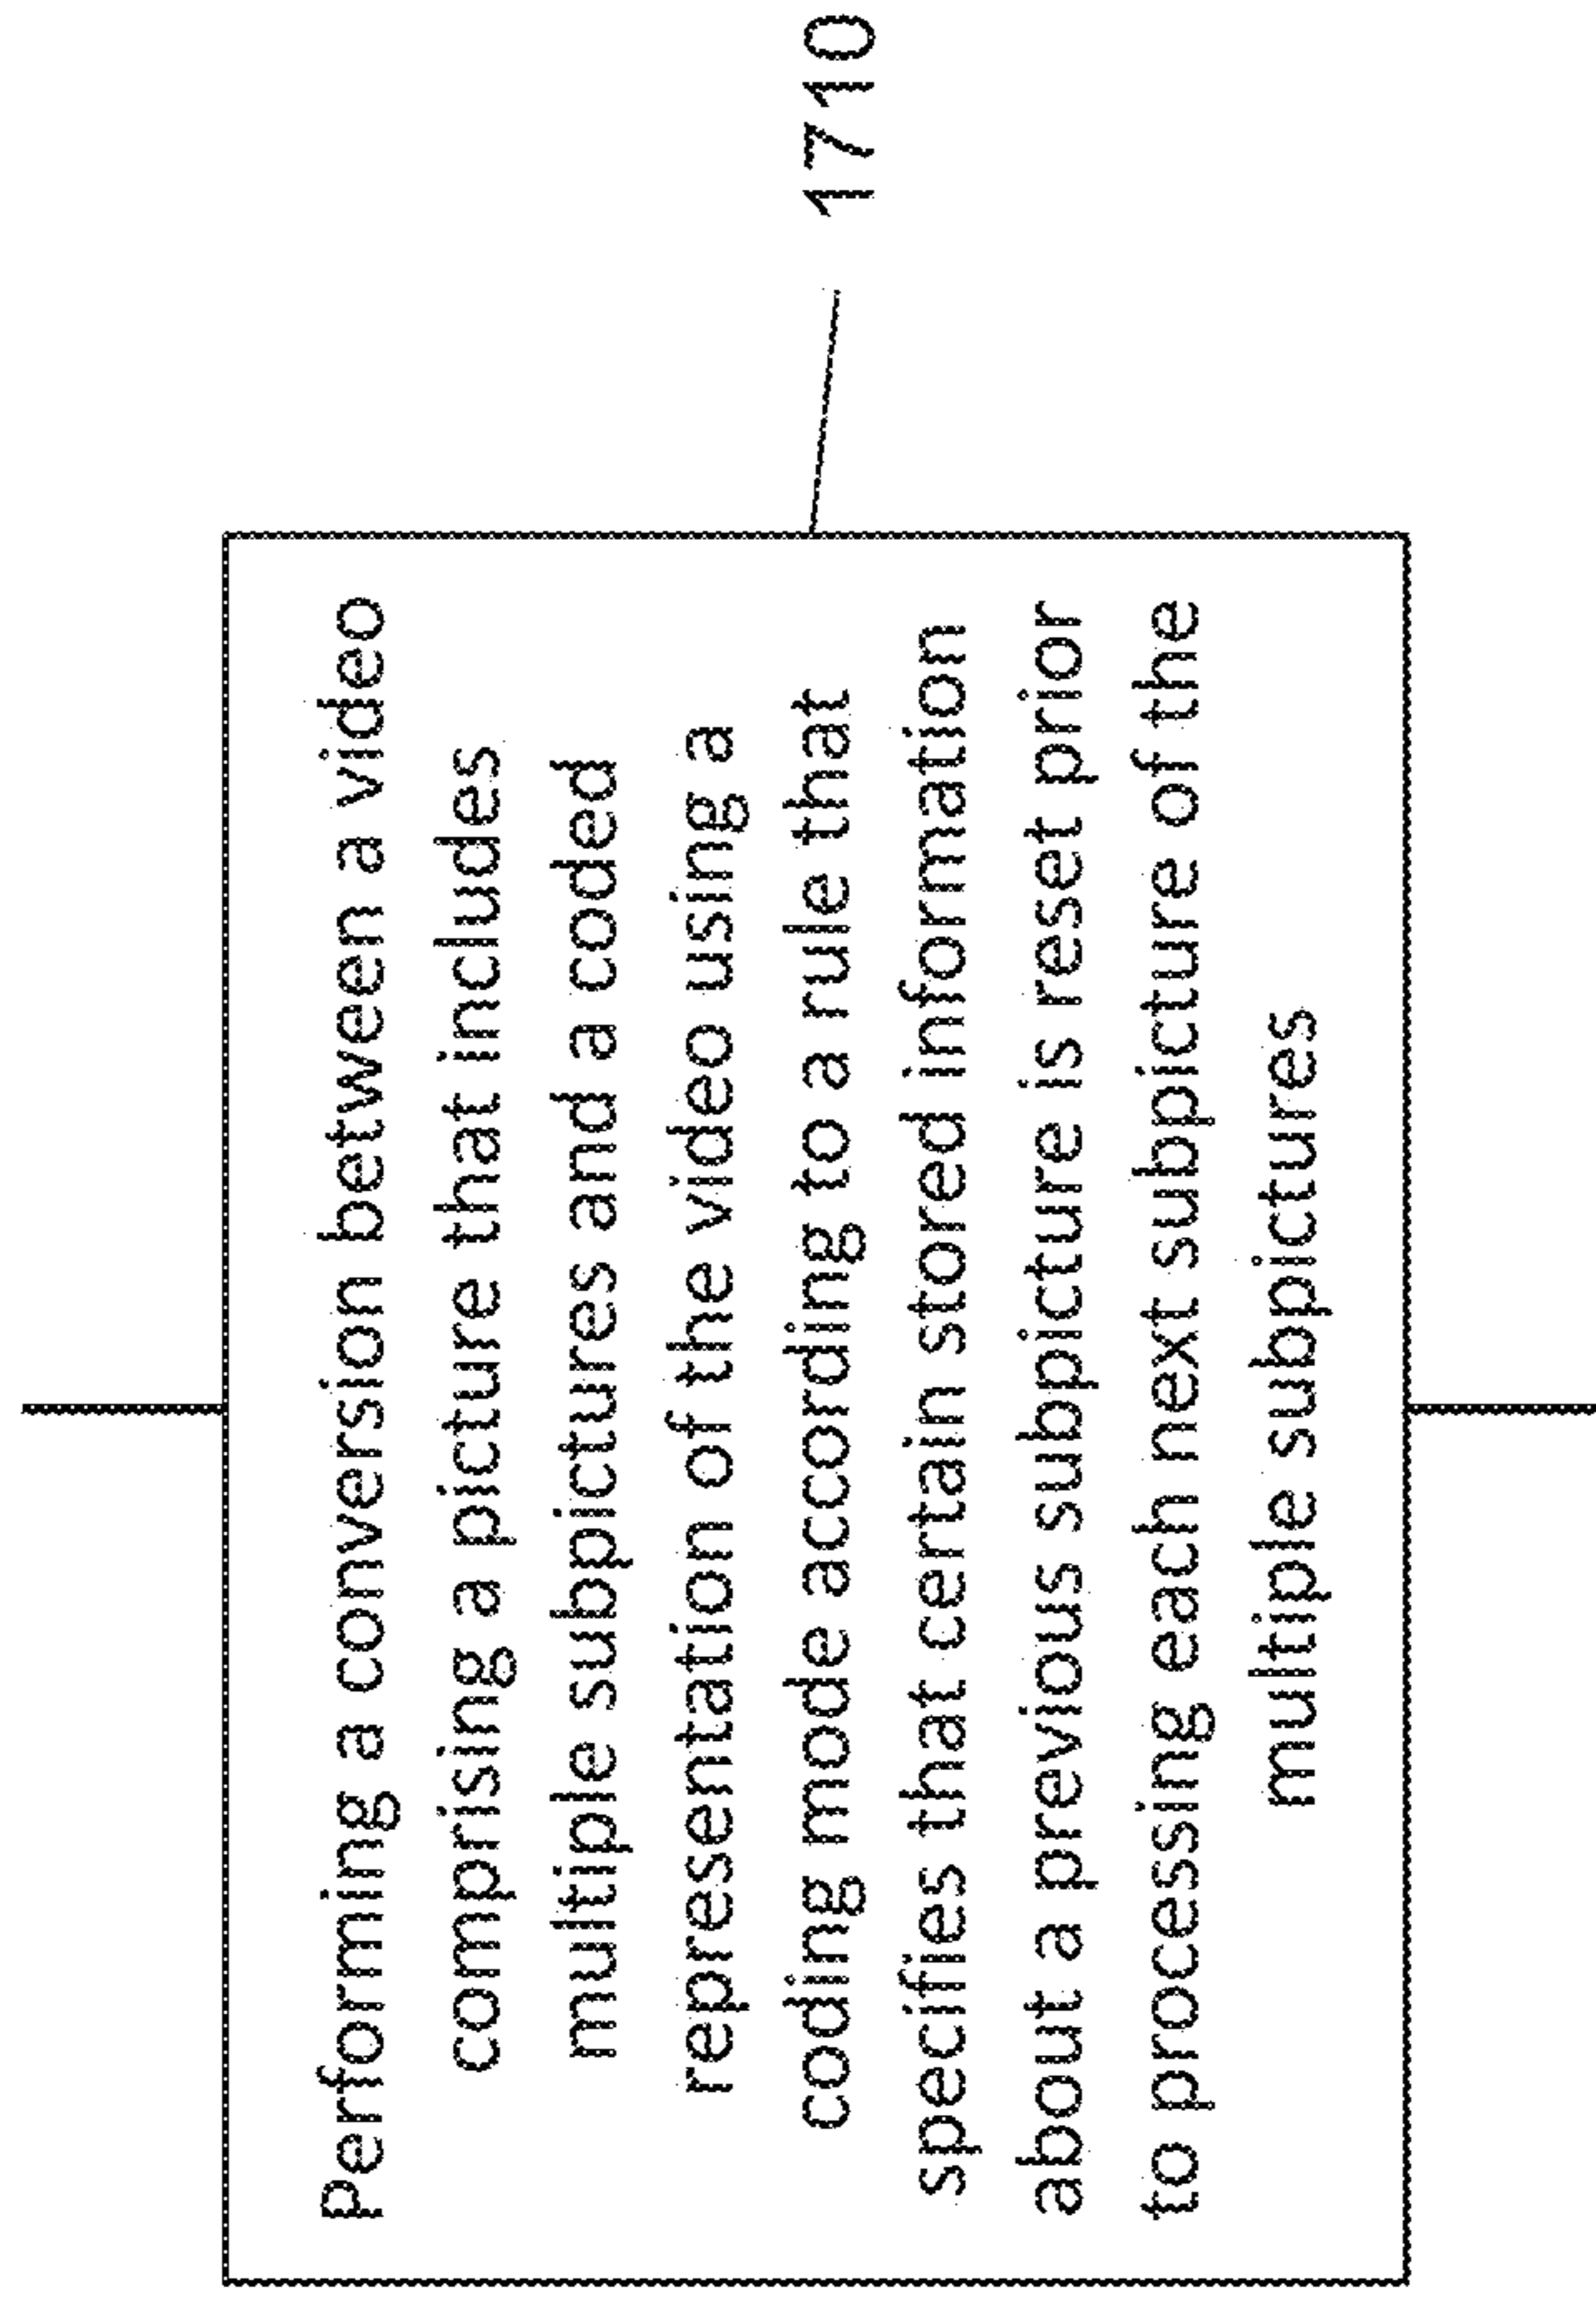 Performing a conversion between a video
comprising a picture that includes
multiple subpictures and a coded
representation of the video using a
coding mode according to a rule that
specifies that certain stored information
about a previous subpicture is reset prior
to processing each next subpicture of the
multiple subpictures
1710